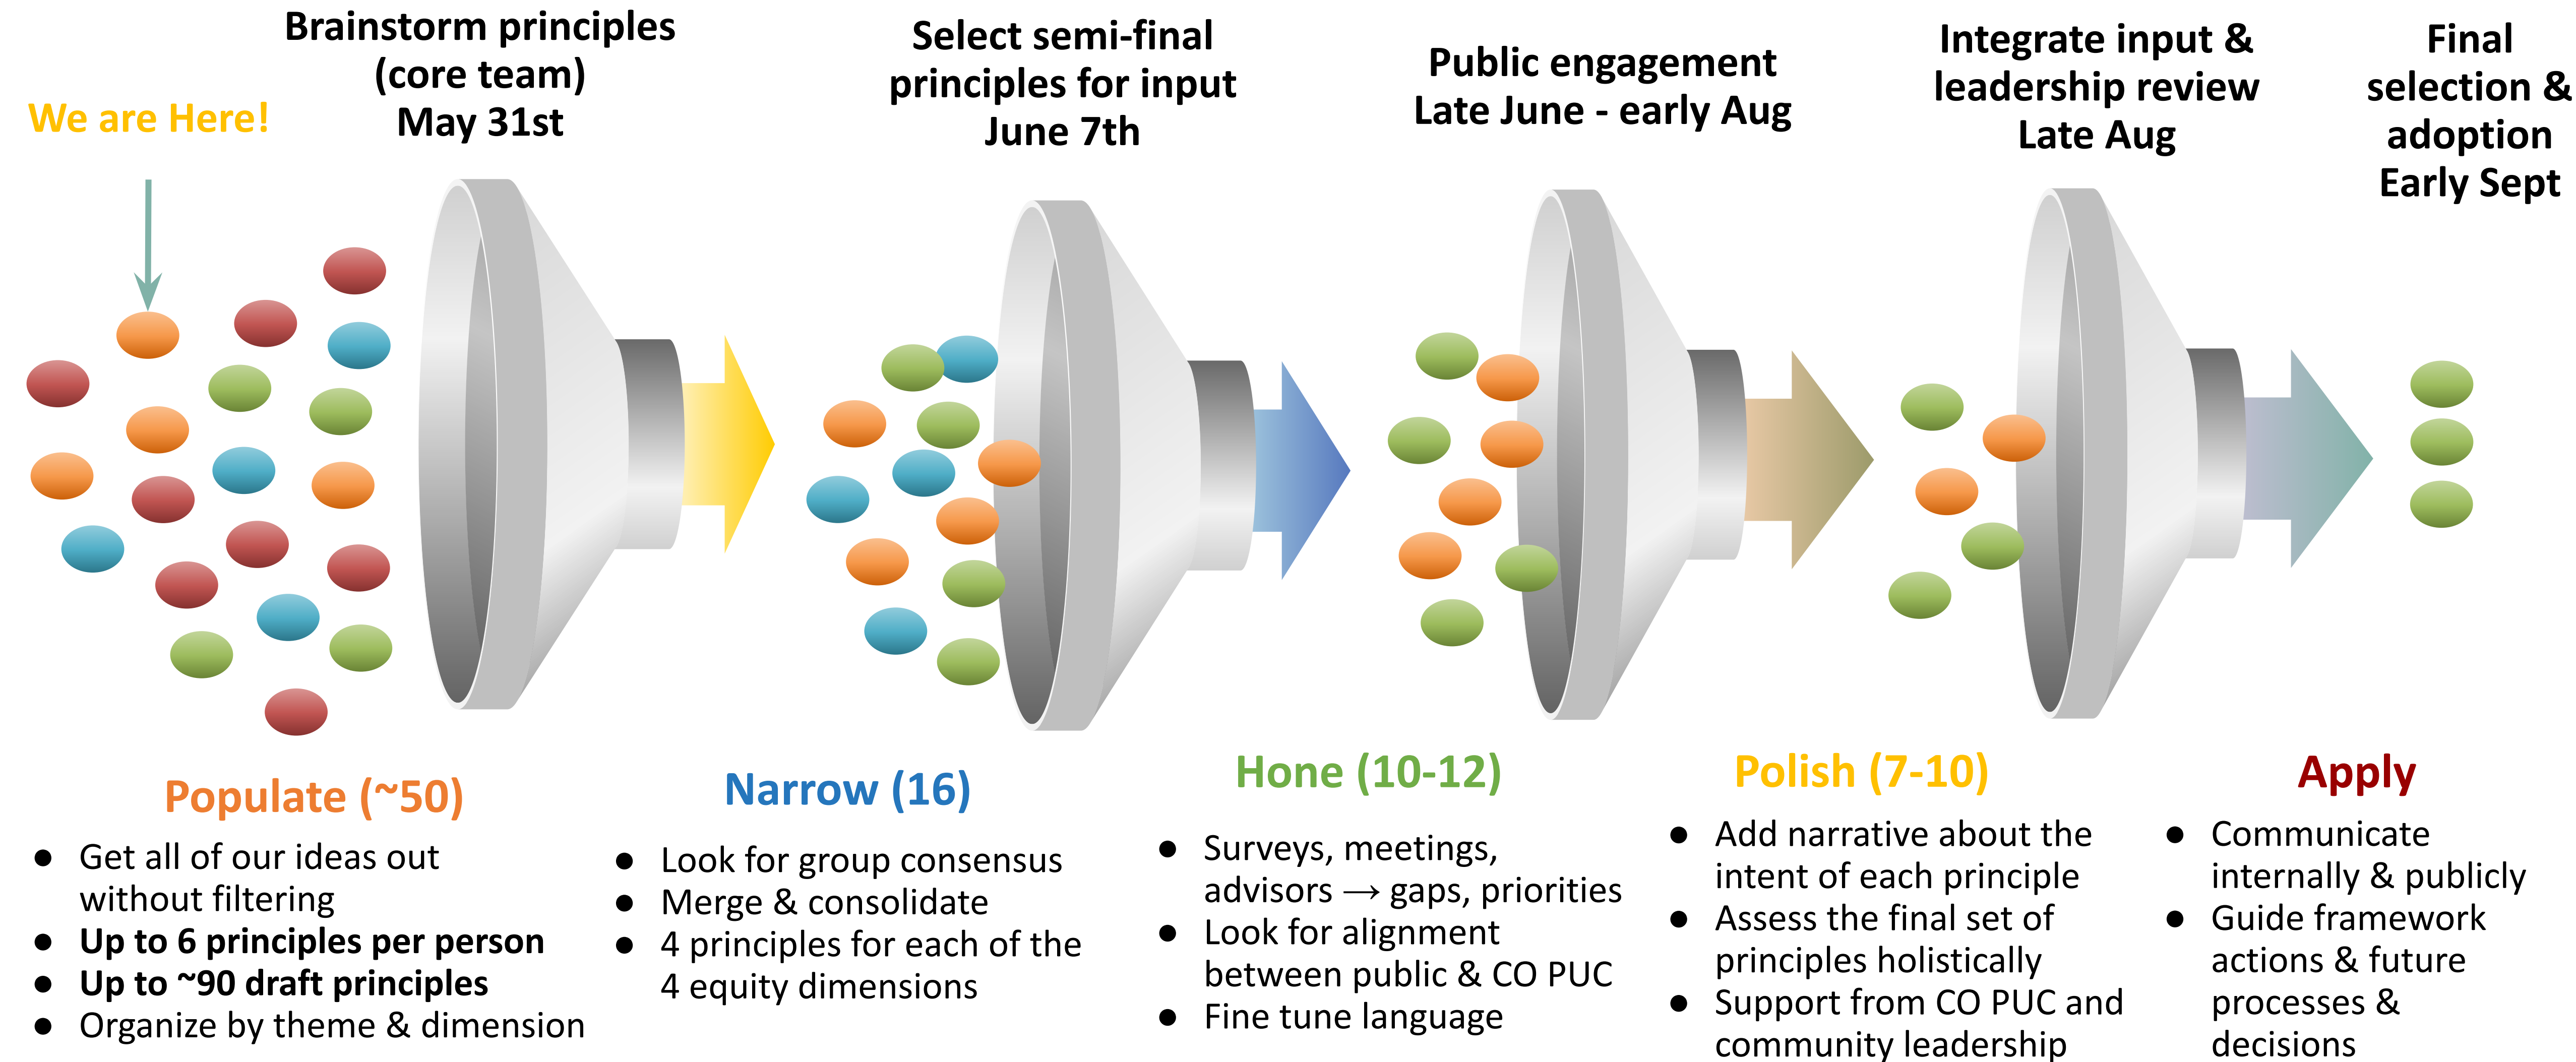 We are Here!
Brainstorm principles
(core team)
May 31st
Select semi-final
principles for input
June 7th
Public engagement
Late June - early Aug
Integrate input &
leadership review
Late Aug
Final
selection &
adoption
Early Sept
Populate (~50)
● Get all of our ideas out
without filtering
● Up to 6 principles per person
● Up to ~90 draft principles
● Organize by theme & dimension
Narrow (16)
● Look for group consensus
● Merge & consolidate
● 4 principles for each of the
4 equity dimensions
Hone (10-12)
● Surveys, meetings,
advisors → gaps, priorities
● Look for alignment
between public & CO PUC
● Fine tune language
Polish (7-10)
● Add narrative about the
intent of each principle
● Assess the final set of
principles holistically
● Support from CO PUC and
community leadership
Apply
● Communicate
internally & publicly
● Guide framework
actions & future
processes &
decisions